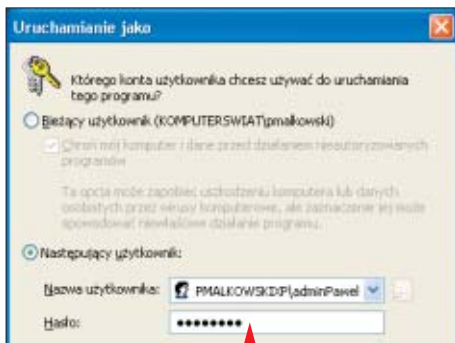 Uruchamianie jako
Którego konta użytkownika chcesz używać do uruchamiania
tego programu?
Bieżący użytkownik (KOMPUTERSWIAT\pmalkowski)
Chroń mój komputer i dane przed działaniem nieautoryzowanych
programów
Ta opcja może zapobiec uszkodzeniu komputera lub danych
osobistych przez wirusy komputerowe, ale zaznaczenie jej może
spowodować niewłaściwe działanie programu.
Następujący użytkownik:
Nazwa użytkownika: PMALKOWSKIXP\adminPawel
Hasło: ●●●●●●●●